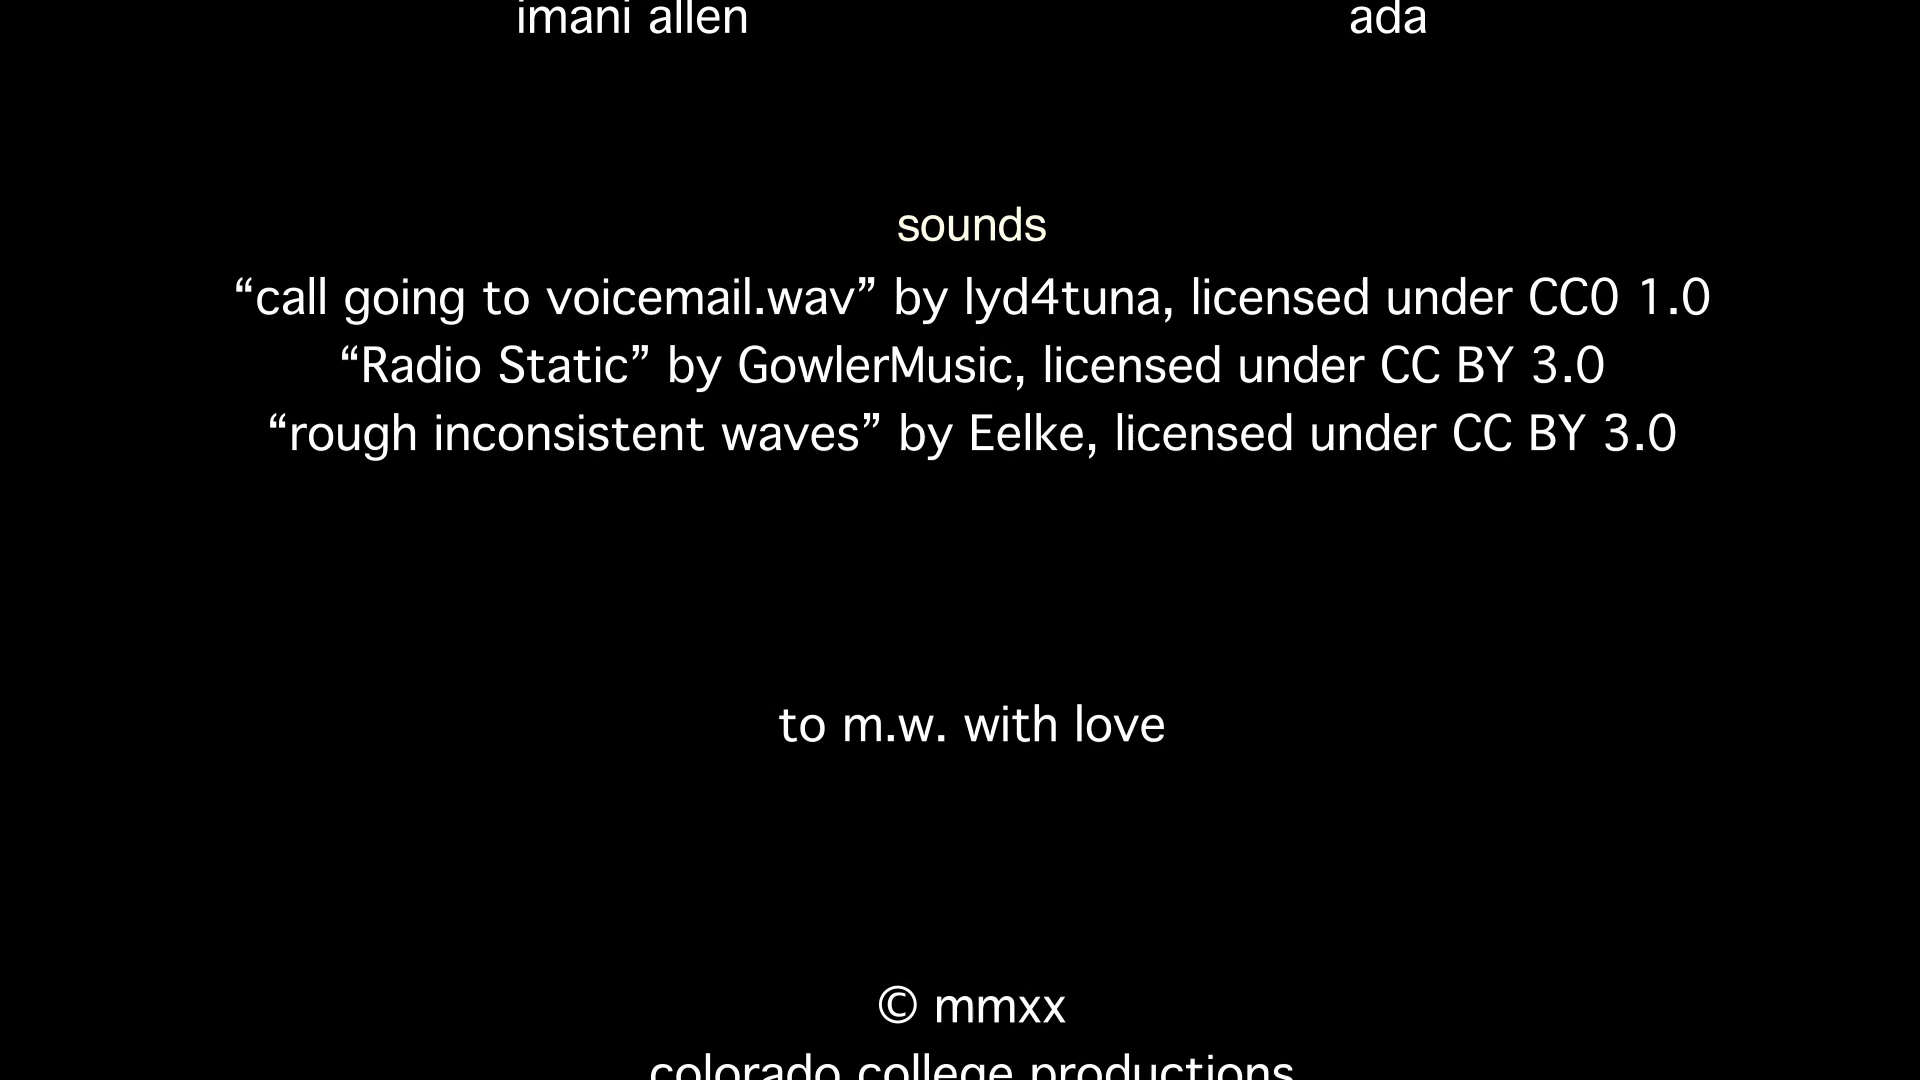 imani allen ada
sounds
“call going to voicemail.wav” by lyd4tuna, licensed under CC0 1.0
“Radio Static” by GowlerMusic, licensed under CC BY 3.0
“rough inconsistent waves” by Eelke, licensed under CC BY 3.0
to m.w. with love
© mmxx
colorado college productions